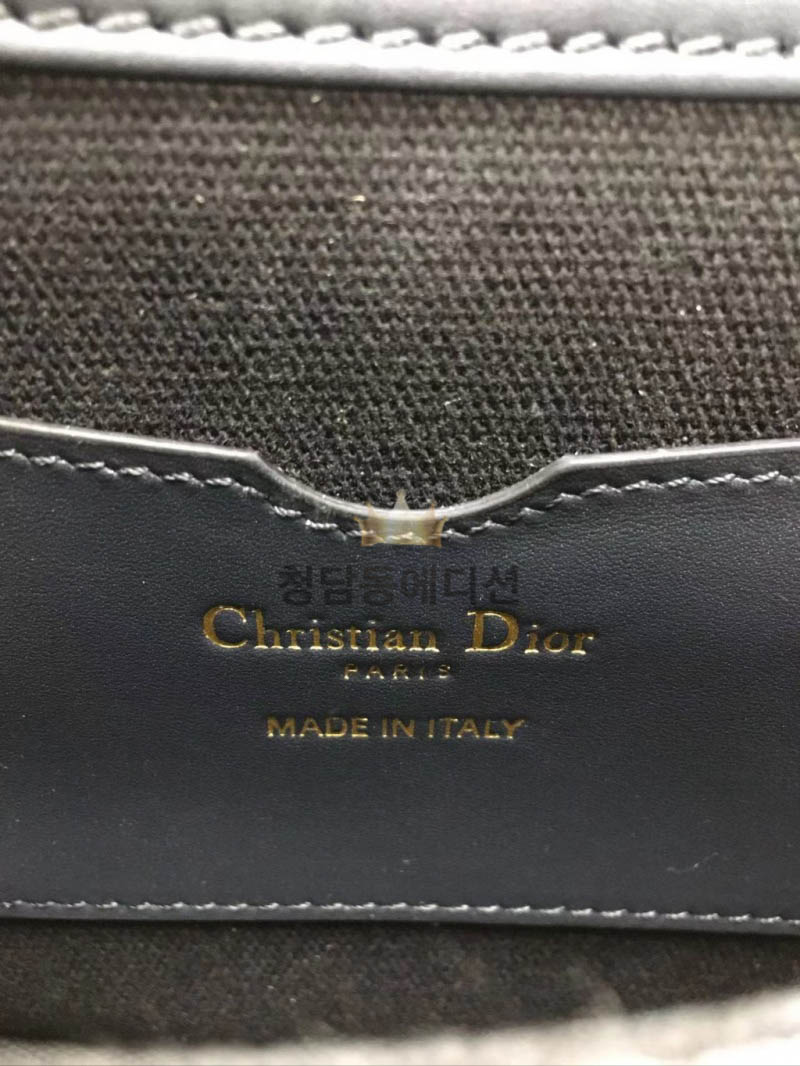 청담동에디션
Christian Dior
PARIS
MADE IN ITALY